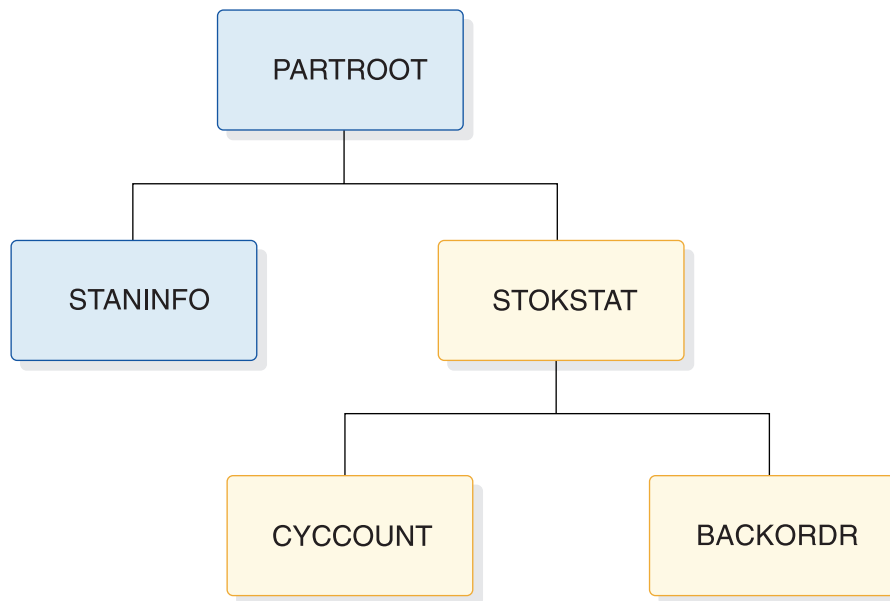 PARTROOT
STANINFO
STOKSTAT
CYCCOUNT
BACKORDR